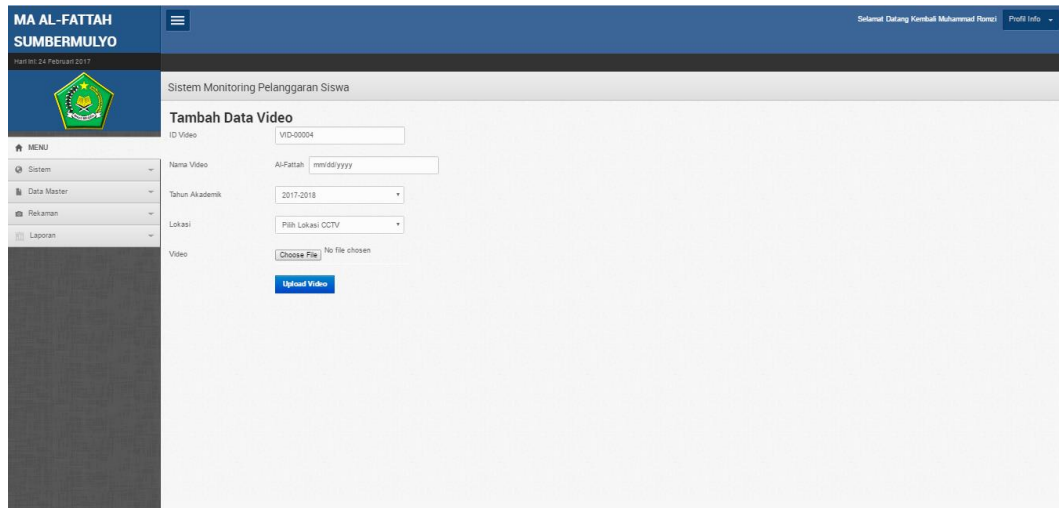 MA AL-FATTAH
SUMBERMULYO
Hari Ini: 24 Februari 2017
Selamat Datang Kembali Muhammad Romzi
Profil Info
MENU
Sistem
Data Master
Rekaman
Laporan
Sistem Monitoring Pelanggaran Siswa
Tambah Data Video
ID Video VID-00004
Nama Video Al-Fattah mm/dd/yyyy
Tahun Akademik 2017-2018
Lokasi Pilih Lokasi CCTV
Video Choose File No file chosen
Upload Video